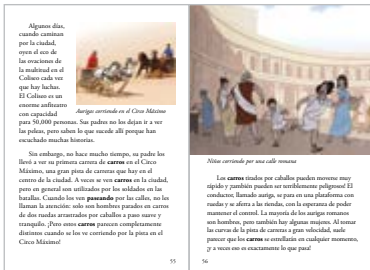 Algunos días,
cuando caminan
por la ciudad,
oyen el eco de
las ovaciones de
la multitud en el
Coliseo cada vez
que hay luchas.
El Coliseo es un
enorme anfiteatro
con capacidad
para 50,000 personas. Sus padres no los dejan ir a ver
las peleas, pero saben lo que sucede allí porque han
escuchado muchas historias.
Aurigas corriendo en el Circo Máximo
Sin embargo, no hace mucho tiempo, su padre los
llevó a ver su primera carrera de carros en el Circo
Máximo, una gran pista de carreras que hay en el
centro de la ciudad. A veces se ven carros en la ciudad,
pero en general son utilizados por los soldados en las
batallas. Cuando los ven paseando por las calles, no les
llaman la atención: solo son hombres parados en carros
de dos ruedas arrastrados por caballos a paso suave y
tranquilo. ¡Pero estos carros parecen completamente
distintos cuando se los ve corriendo por la pista en el
Circo Máximo!
55
Niños corriendo por una calle romana
Los carros tirados por caballos pueden moverse muy
rápido y ¡también pueden ser terriblemente peligrosos! El
conductor, llamado auriga, se para en una plataforma con
ruedas y se aferra a las riendas, con la esperanza de poder
mantener el control. La mayoría de los aurigas romanos
son hombres, pero también hay algunas mujeres. Al tomar
las curvas de la pista de carreras a gran velocidad, suele
parecer que los carros se estrellarán en cualquier momento,
¡y a veces eso es exactamente lo que pasa!
56